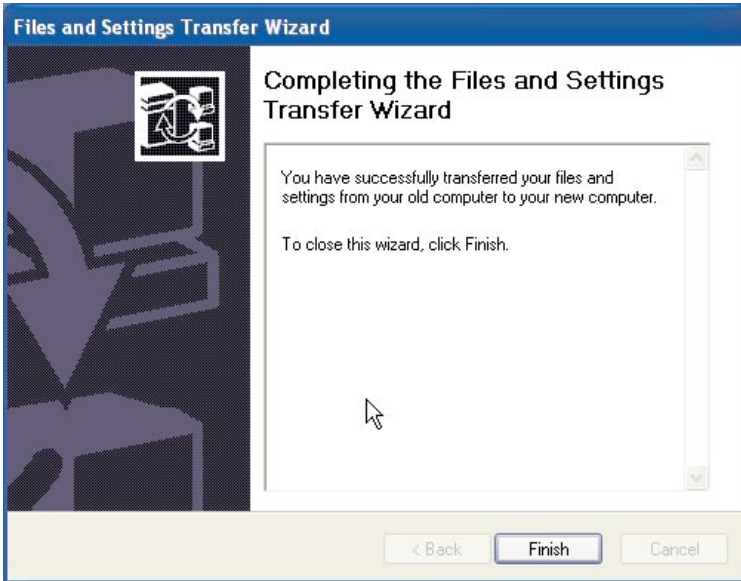 Files and Settings Transfer Wizard
Completing the Files and Settings
Transfer Wizard
You have successfully transferred your files and
settings from your old computer to your new computer.
To close this wizard, click Finish.
< Back Finish Cancel